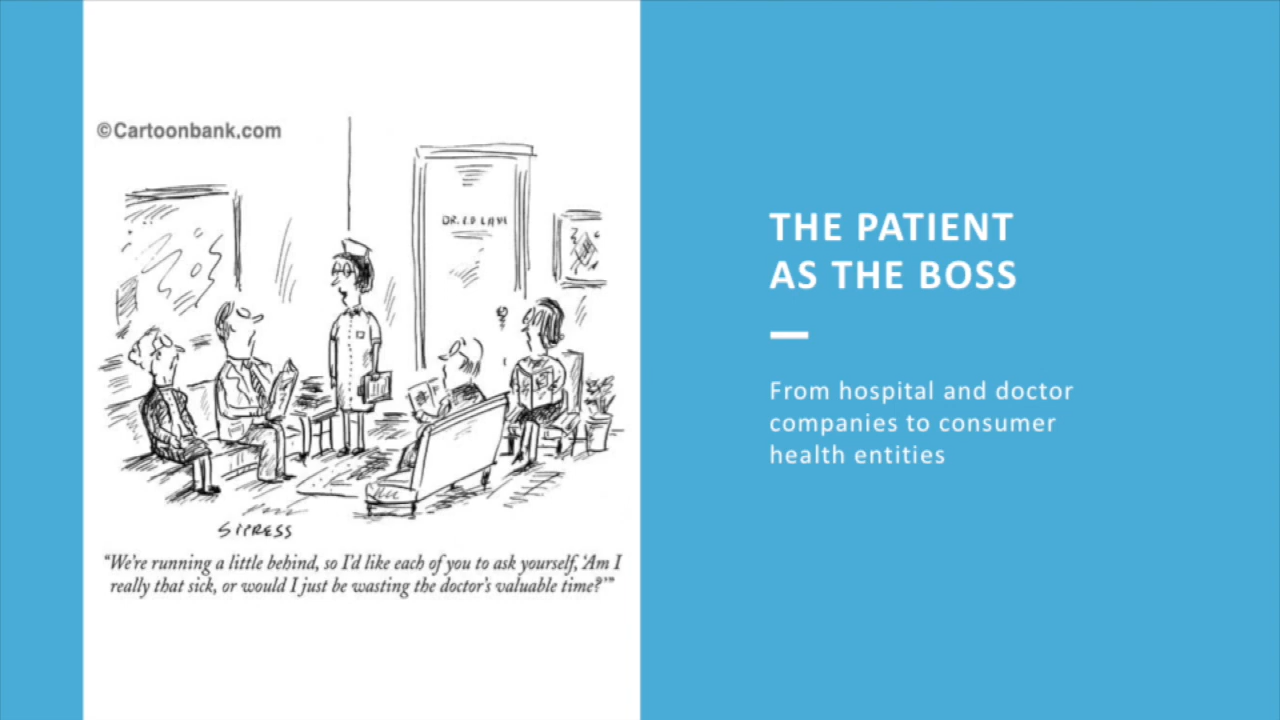 ©Cartoonbank.com
DR.
SIPRESS
"We're running a little behind, so I'd like each of you to ask yourself, 'Am I
really that sick, or would I just be wasting the doctor's valuable time?'"
THE PATIENT
AS THE BOSS
From hospital and doctor
companies to consumer
health entities